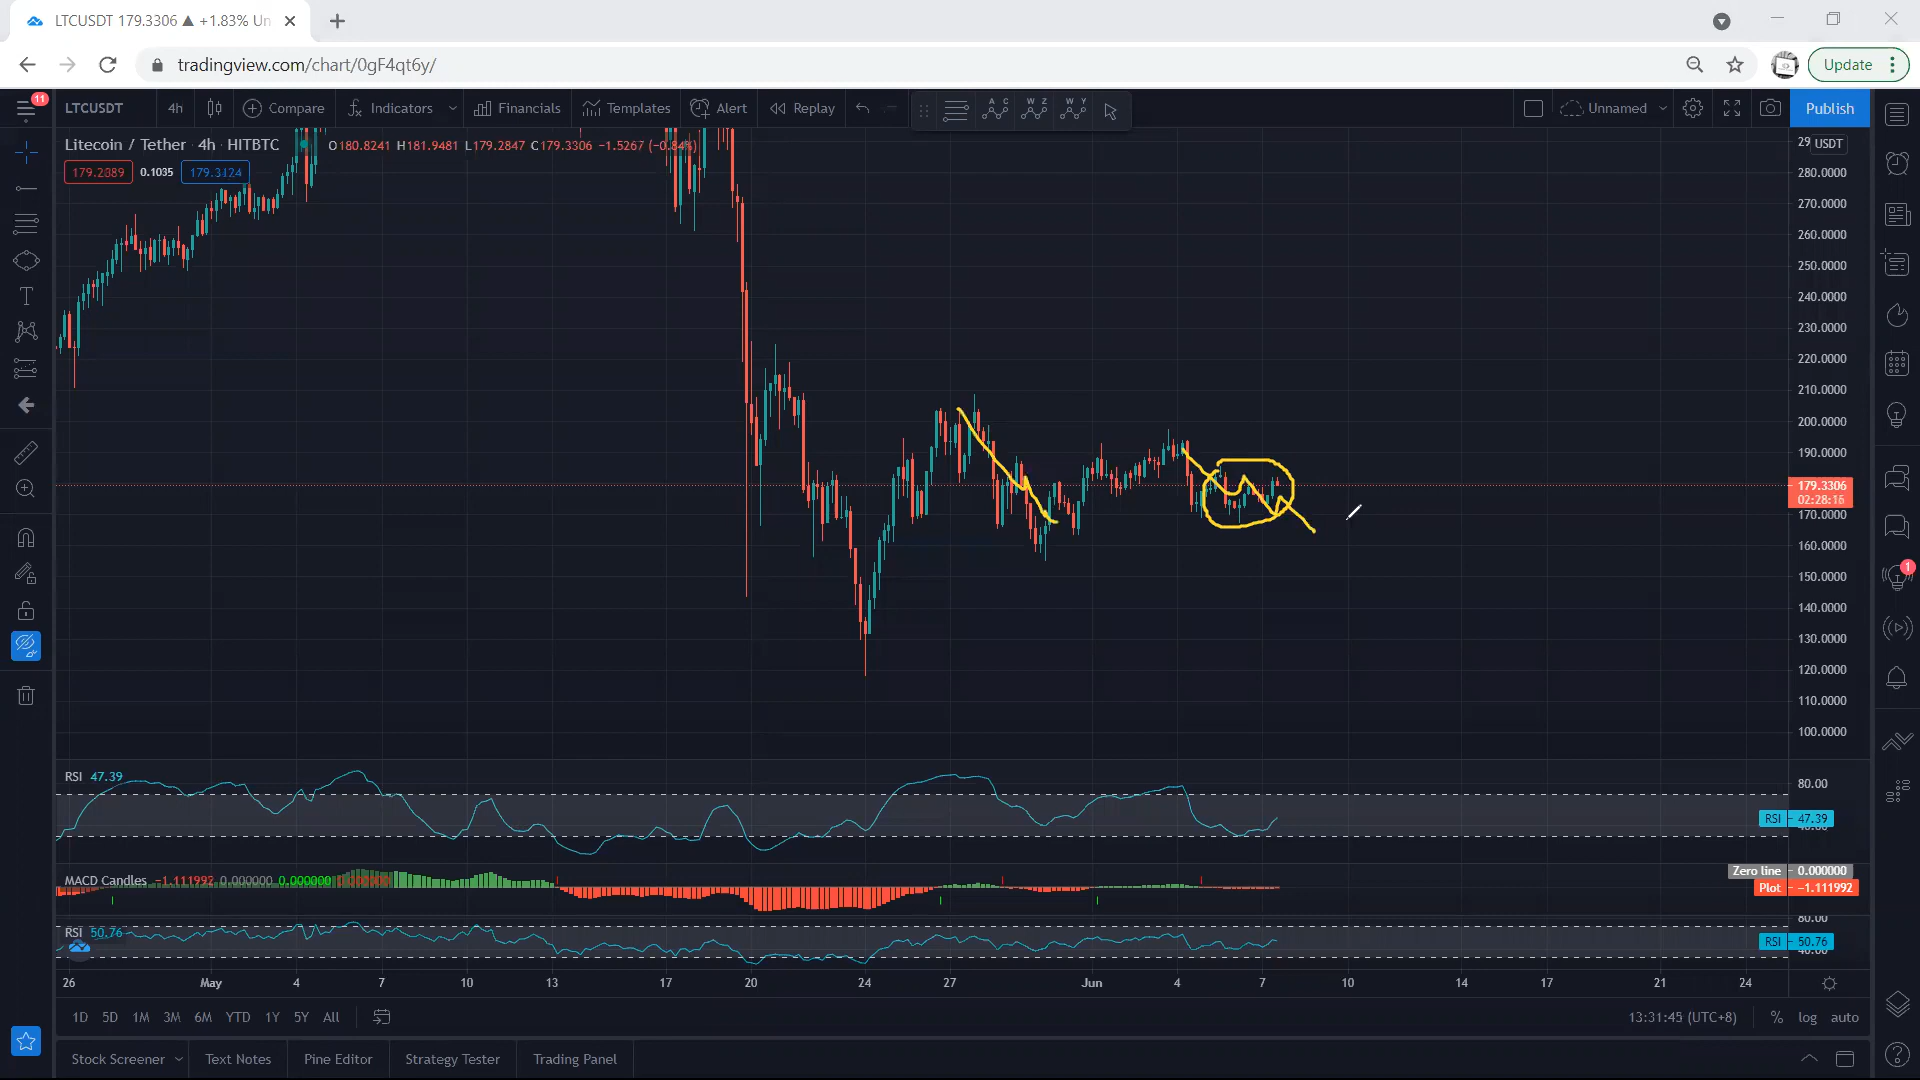 LTCUSDT 179.3306 ▲ +1.83% Un
tradingview.com/chart/0gF4qt6y/
Update
11
LTCUSDT 4h Compare Indicators Financials Templates Alert Replay
A C W Z W Y
Unnamed Publish
Litecoin / Tether · 4h · HITBTC O180.8241 H181.9481 L179.2847 C179.3306 −1.5267 (−0.84%)
179.2889 0.1035 179.3124
USDT
29
280.0000
270.0000
260.0000
250.0000
240.0000
230.0000
220.0000
210.0000
200.0000
190.0000
179.3306
02:28:16
170.0000
160.0000
150.0000
140.0000
130.0000
120.0000
110.0000
100.0000
1
RSI 47.39
80.00
RSI 47.39
MACD Candles −1.111992 0.000000 0.000000
Zero line 0.000000
Plot −1.111992
RSI 50.76
RSI 50.76
26 May 4 7 10 13 17 20 24 27 Jun 4 7 10 14 17 21 24
1D 5D 1M 3M 6M YTD 1Y 5Y All
13:31:45 (UTC+8) % log auto
Stock Screener Text Notes Pine Editor Strategy Tester Trading Panel